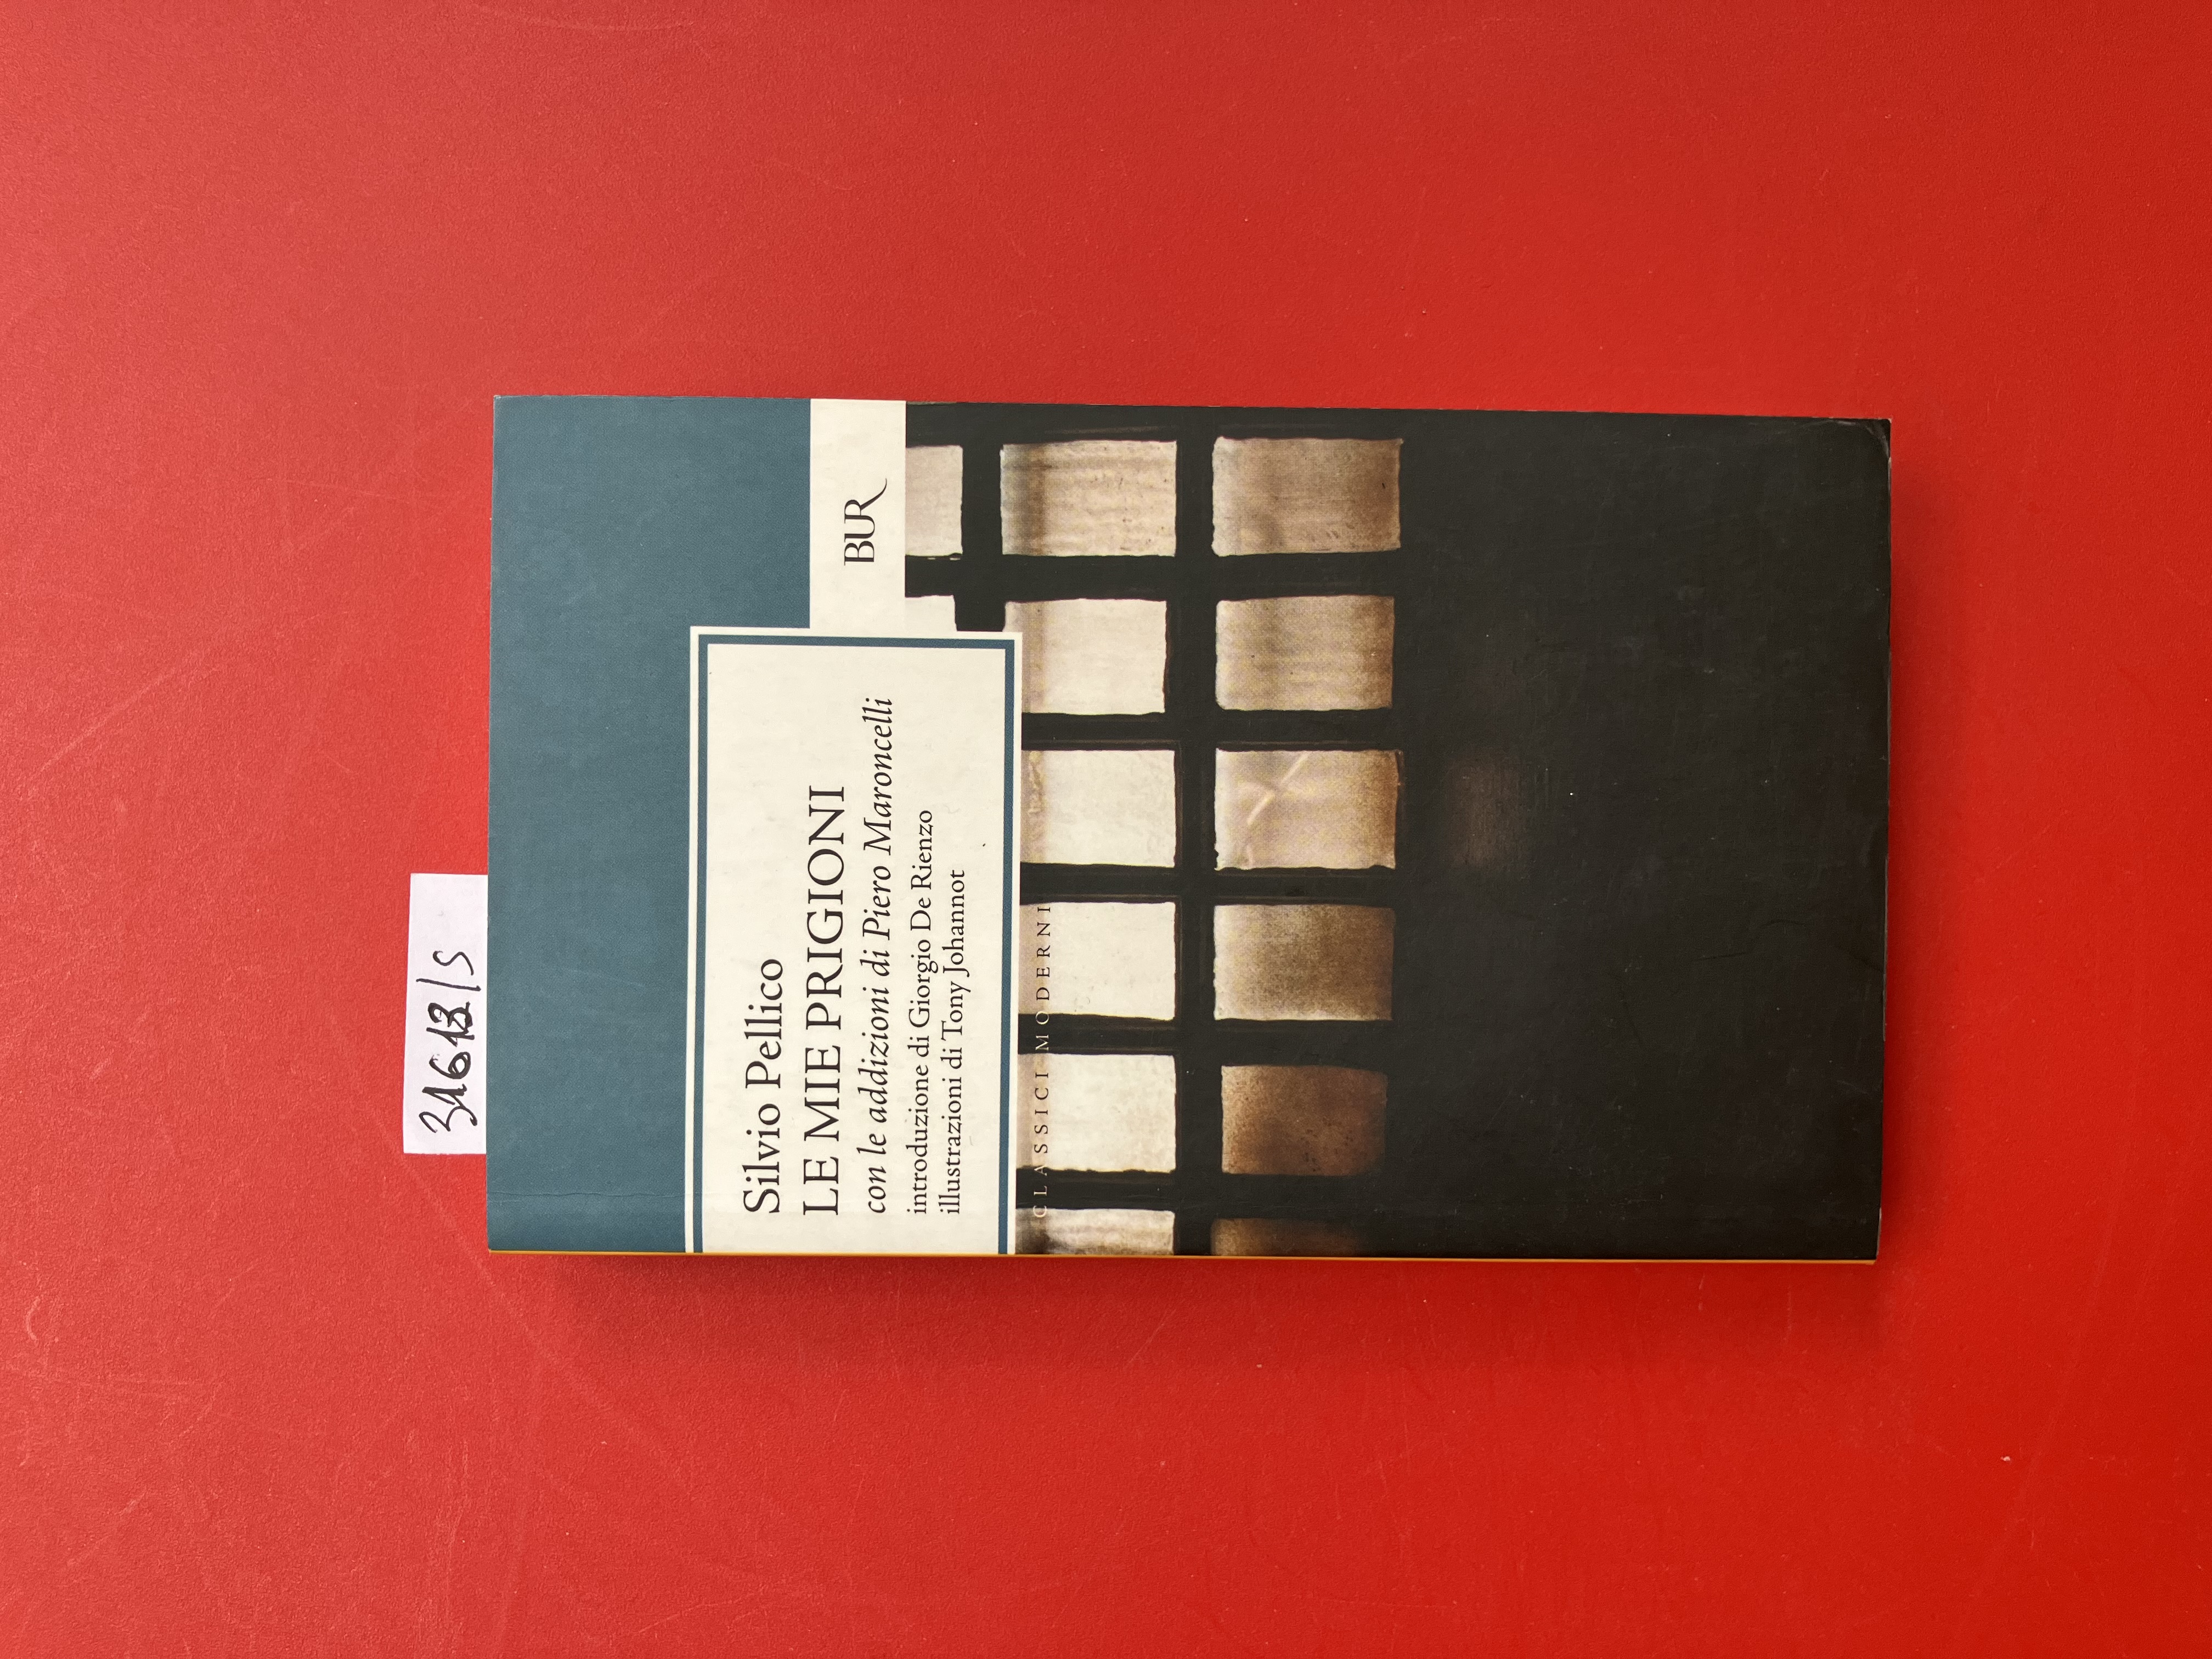 Silvio Pellico
LE MIE PRIGIONI
con le addizioni di Piero Maroncelli
introduzione di Giorgio De Rienzo
illustrazioni di Tony Johannot
BUR
CLASSICI MODERNI